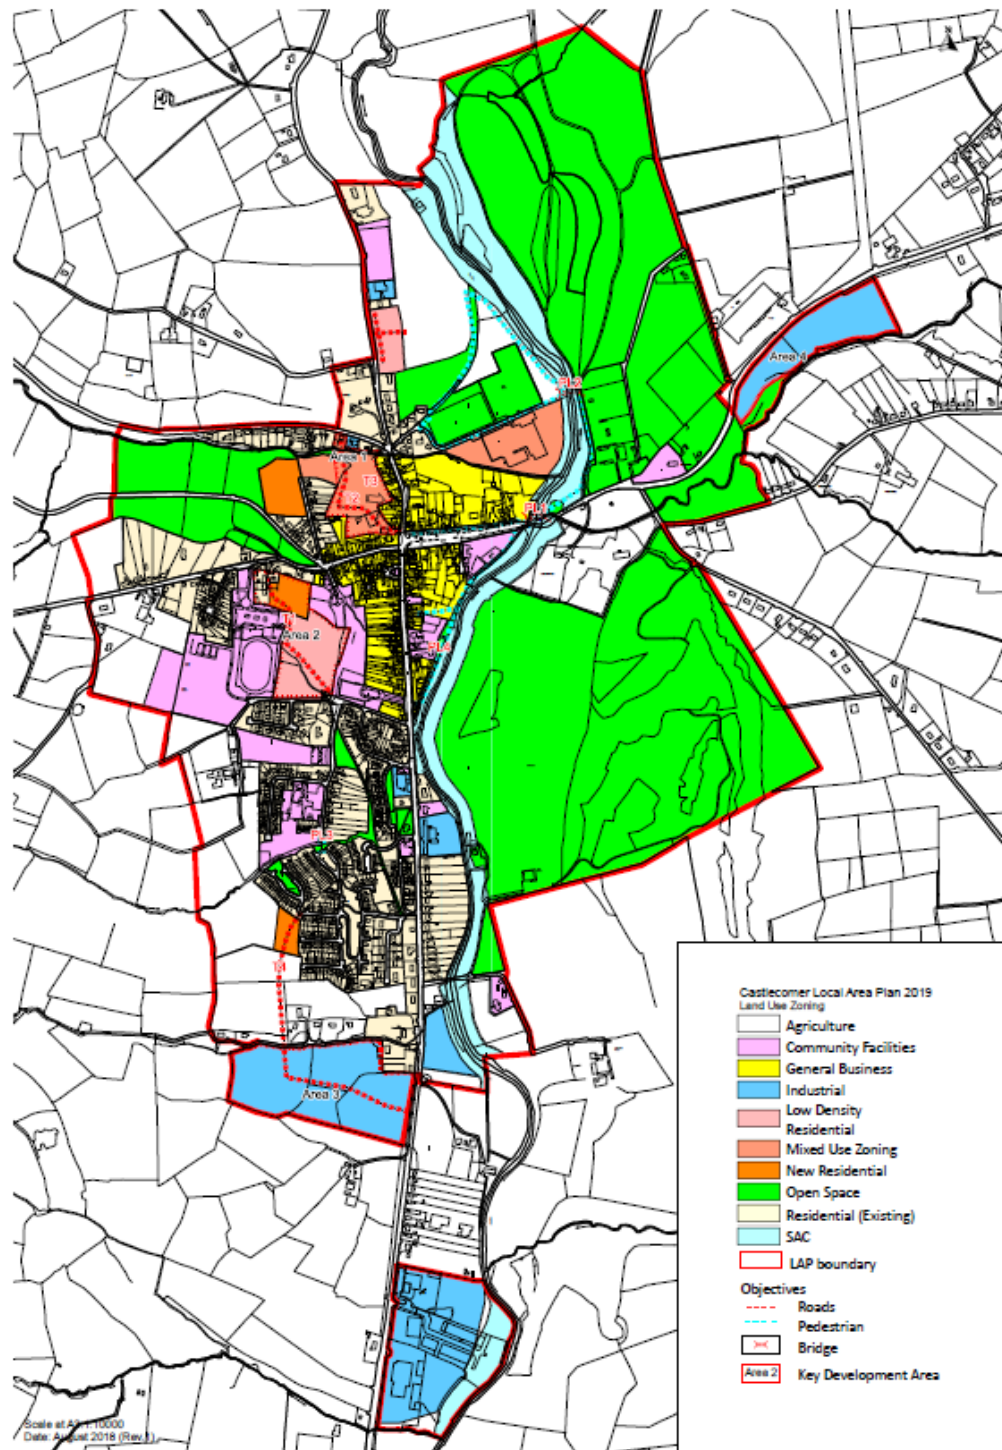 PL2
Area 4
Area 1
T3
T2
PL1
T1
Area 2
PL4
PL3
T4
Area 3
Castlecomer Local Area Plan 2019
Land Use Zoning
Agriculture
Community Facilities
General Business
Industrial
Low Density
Residential
Mixed Use Zoning
New Residential
Open Space
Residential (Existing)
SAC
LAP boundary
Objectives
Roads
Pedestrian
Bridge
Area 2 Key Development Area
Scale at A3:1:10000
Date: August 2018 (Rev.1)